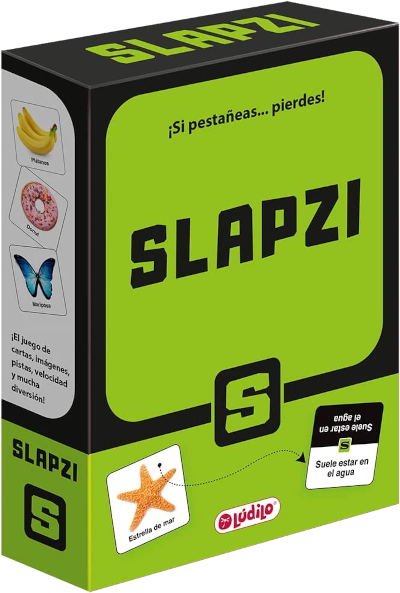 SLAPZI
¡Si pestañeas... pierdes!
SLAPZI
S
Plátanos
Donut
Mariposa
¡El juego de
cartas, imágenes,
pistas, velocidad
y mucha
diversión!
SLAPZI
S
Estrella de mar
Suele estar en
el agua
S
Suele estar en
el agua
LÚDILO